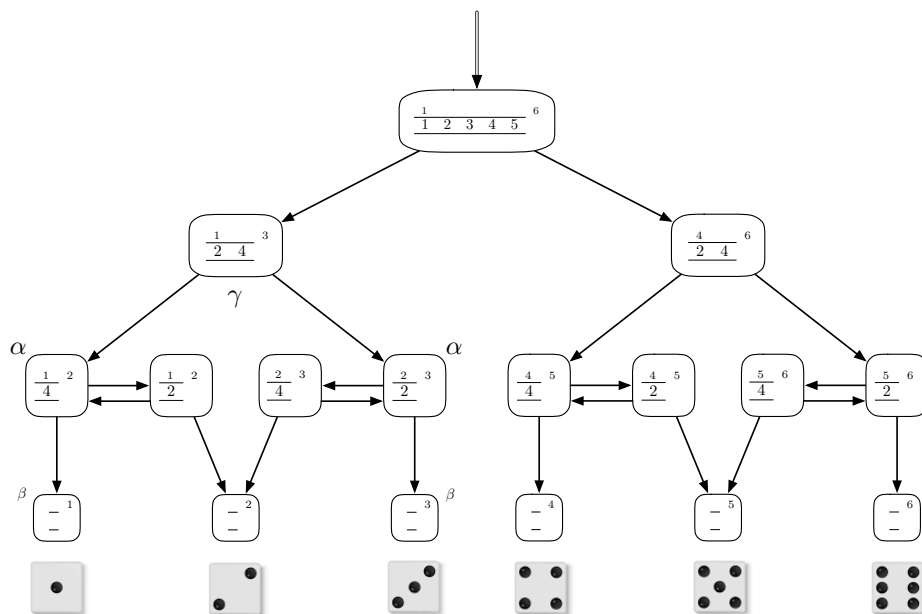 1 6
1 2 3 4 5
1 3 4 6
2 4 2 4
γ
α α
1 2 1 2 2 3 2 3 4 5 4 5 5 6 5 6
4 2 4 2 4 2 4 2
β – 1 – 2 – 3 β – 4 – 5 – 6
– – – – – –